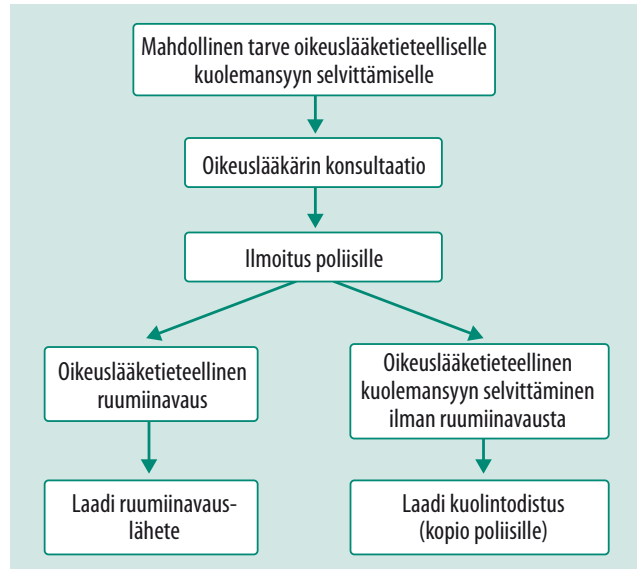 Mahdollinen tarve oikeuslääketieteelliselle
kuolemansyyn selvittämiselle
Oikeuslääkärin konsultaatio
Ilmoitus poliisille
Oikeuslääketieteellinen
ruumiinavaus
Oikeuslääketieteellinen
kuolemansyyn selvittäminen
ilman ruumiinavausta
Laadi ruumiinavaus-
lähete
Laadi kuolintodistus
(kopio poliisille)